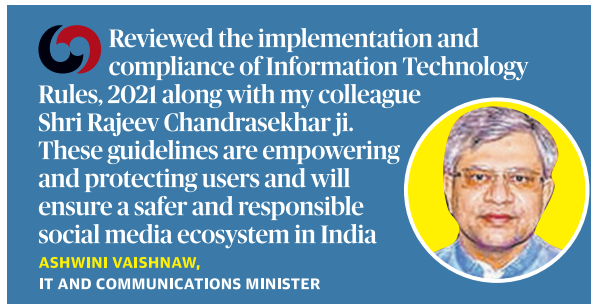 Reviewed the implementation and
compliance of Information Technology
Rules, 2021 along with my colleague
Shri Rajeev Chandrasekhar ji.
These guidelines are empowering
and protecting users and will
ensure a safer and responsible
social media ecosystem in India
ASHWINI VAISHNAW,
IT AND COMMUNICATIONS MINISTER